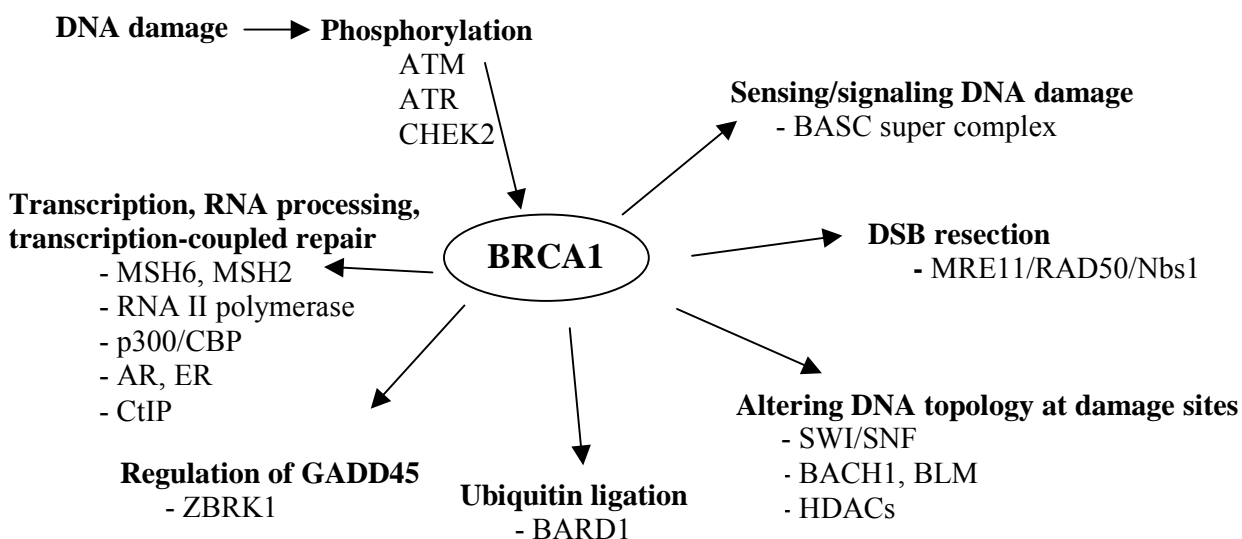 DNA damage
Phosphorylation
ATM
ATR
CHEK2
Sensing/signaling DNA damage
- BASC super complex
Transcription, RNA processing,
transcription-coupled repair
- MSH6, MSH2
- RNA II polymerase
- p300/CBP
- AR, ER
- CtIP
BRCA1
DSB resection
- MRE11/RAD50/Nbs1
Altering DNA topology at damage sites
- SWI/SNF
- BACH1, BLM
- HDACs
Regulation of GADD45
- ZBRK1
Ubiquitin ligation
- BARD1